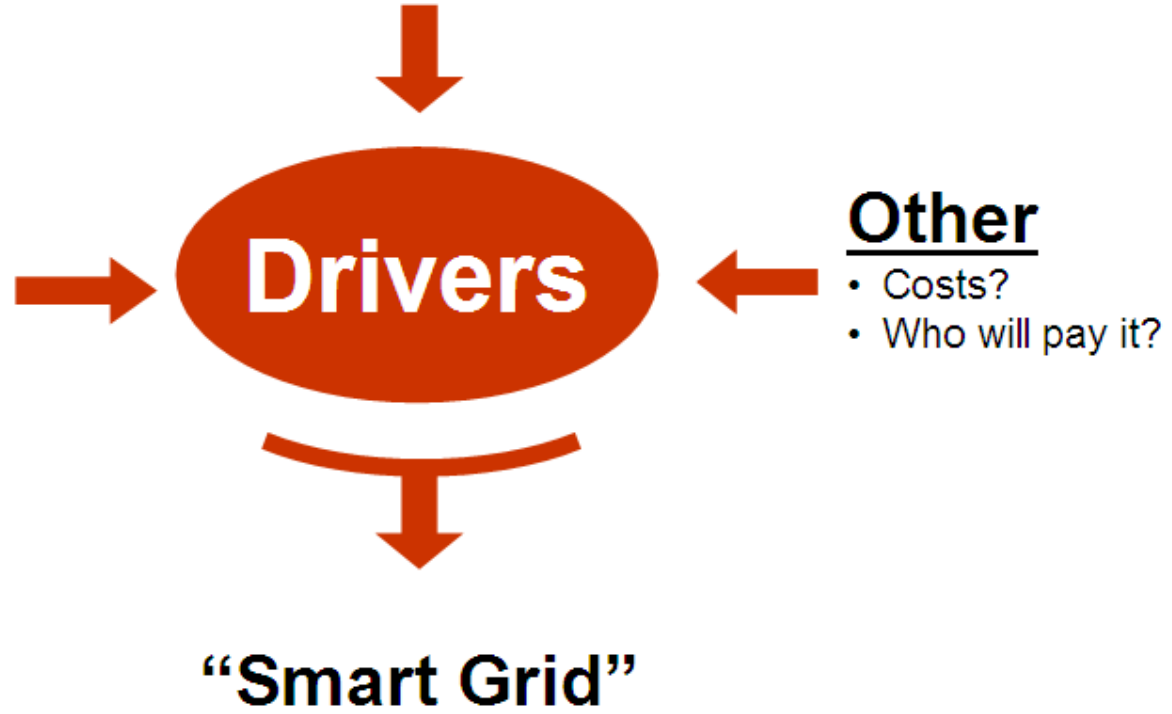 Drivers
Other
• Costs?
• Who will pay it?
“Smart Grid”